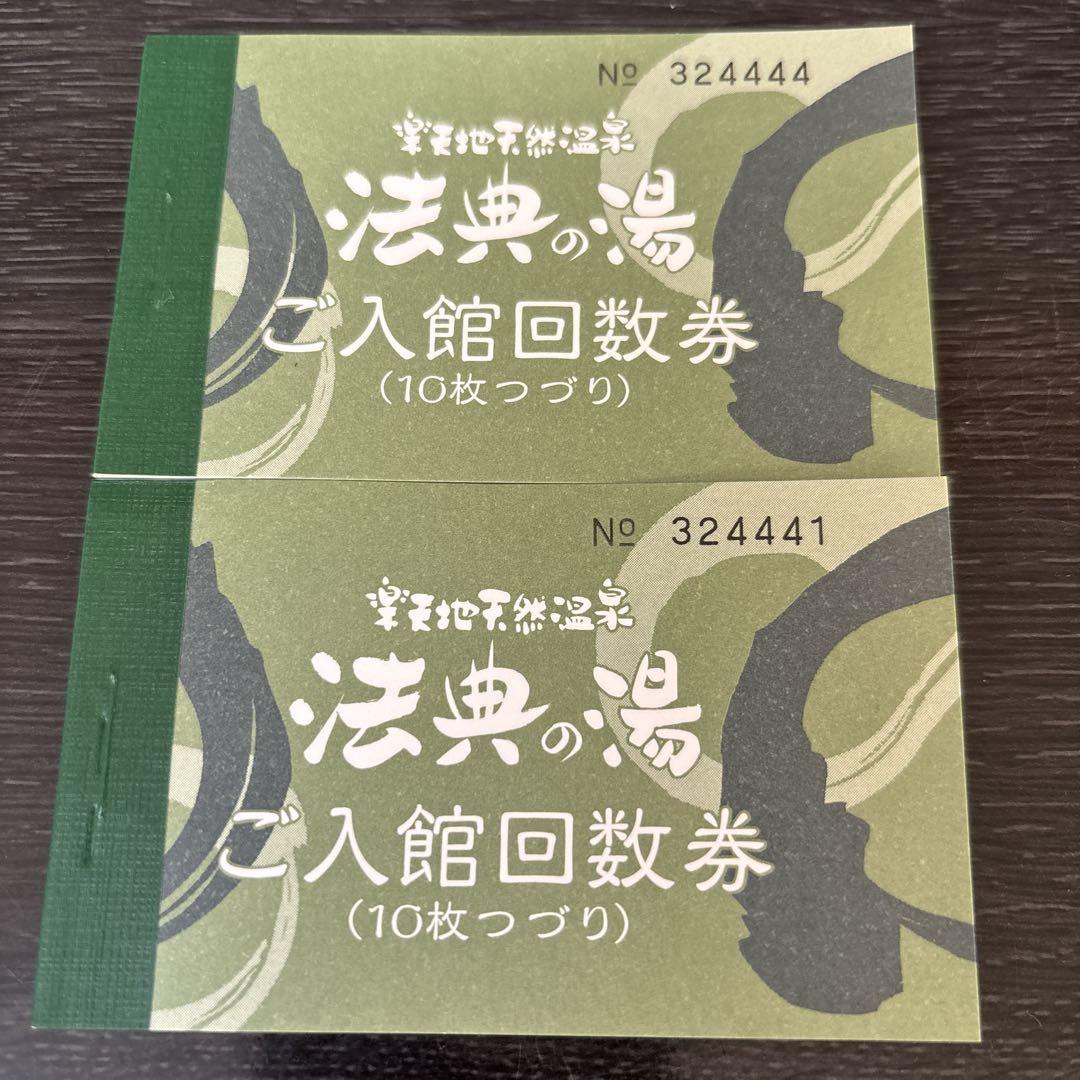 № 324444
楽天地天然温泉
法典の湯
ご入館回数券
(10枚つづり)
№ 324441
楽天地天然温泉
法典の湯
ご入館回数券
(10枚つづり)